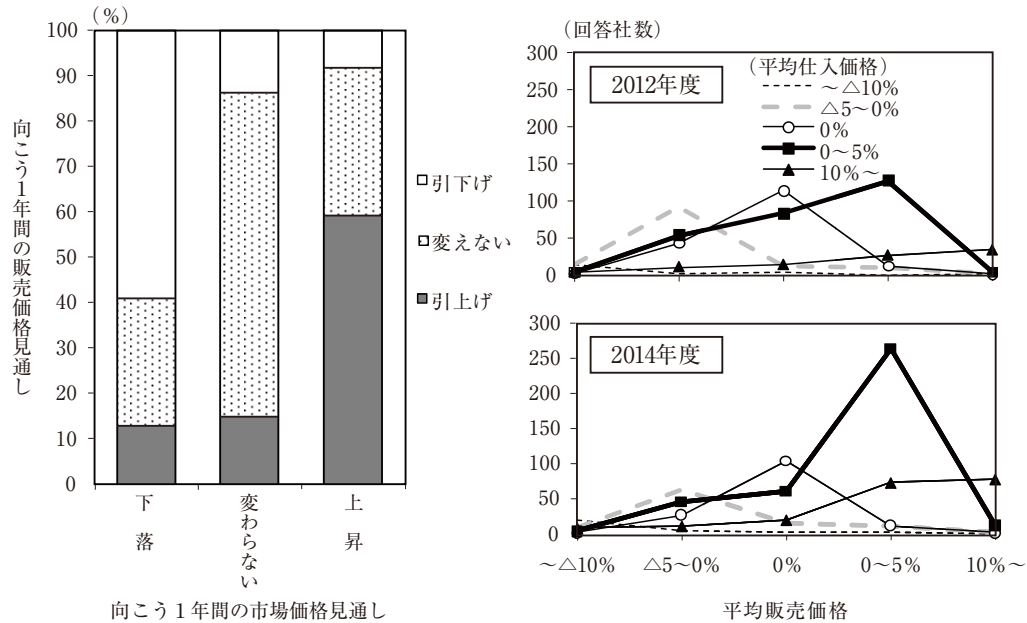 (%)
100
90
80
70
60
50
40
30
20
10
0
向こう1年間の販売価格見通し
下落
変わらない
上昇
向こう1年間の市場価格見通し
引下げ
変えない
引上げ
(回答社数)
300
250
200
150
100
50
0
2012年度
(平均仕入価格)
~△10%
△5~0%
0%
0~5%
10%~
300
250
200
150
100
50
0
2014年度
~△10% △5~0% 0% 0~5% 10%~
平均販売価格